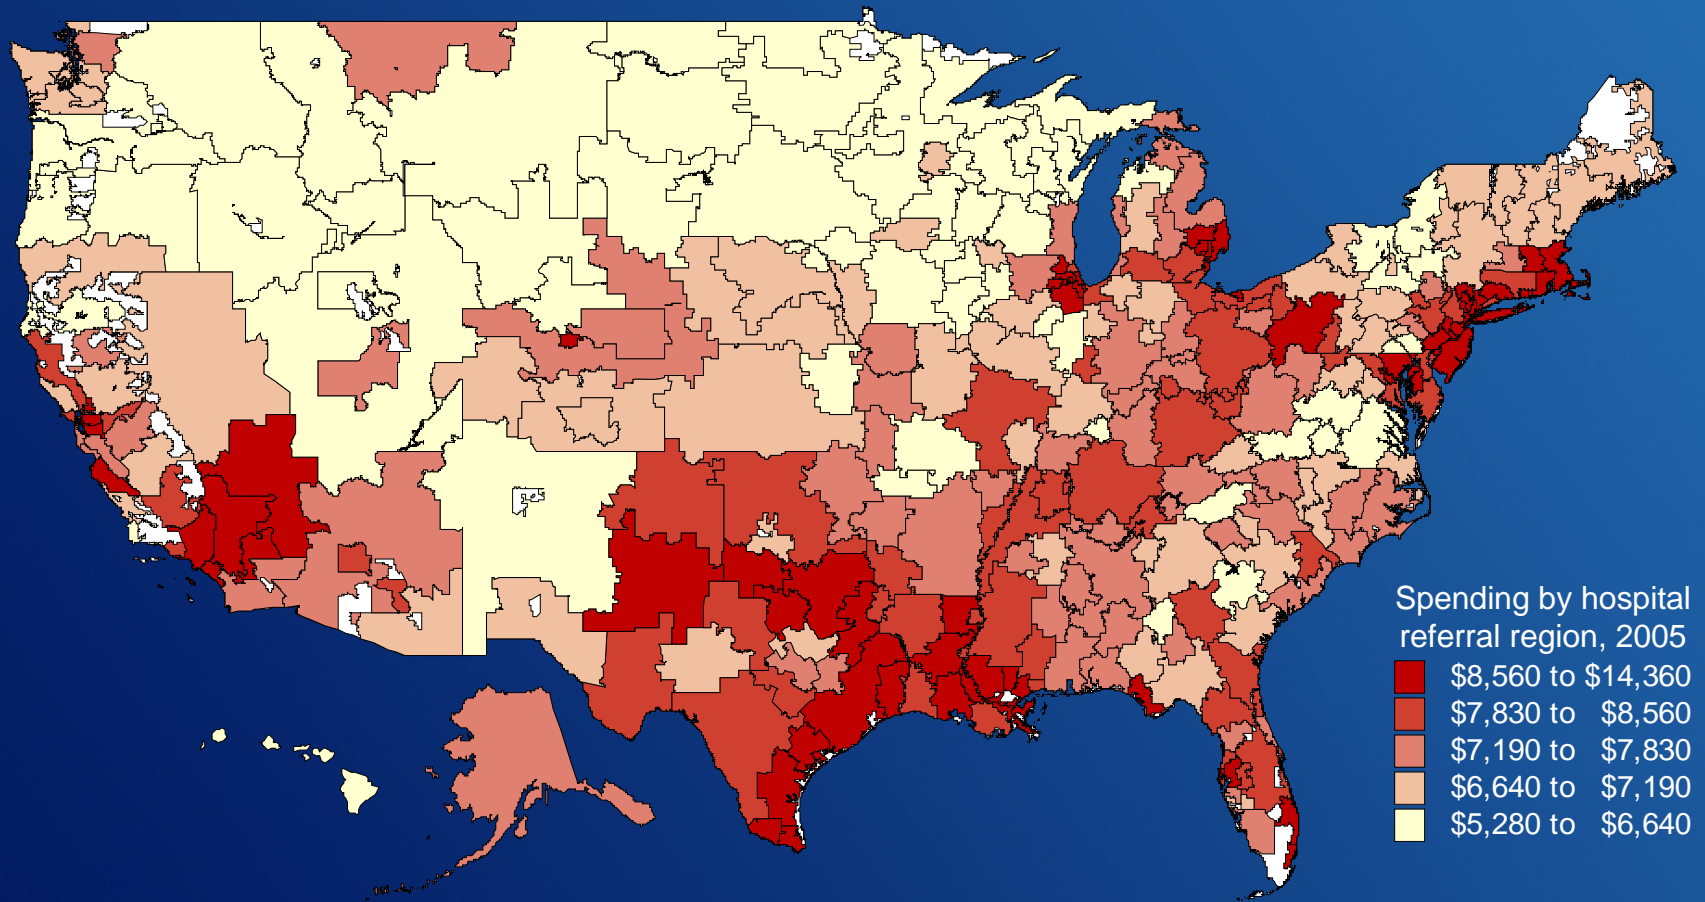 Spending by hospital
referral region, 2005
$8,560 to $14,360
$7,830 to $8,560
$7,190 to $7,830
$6,640 to $7,190
$5,280 to $6,640